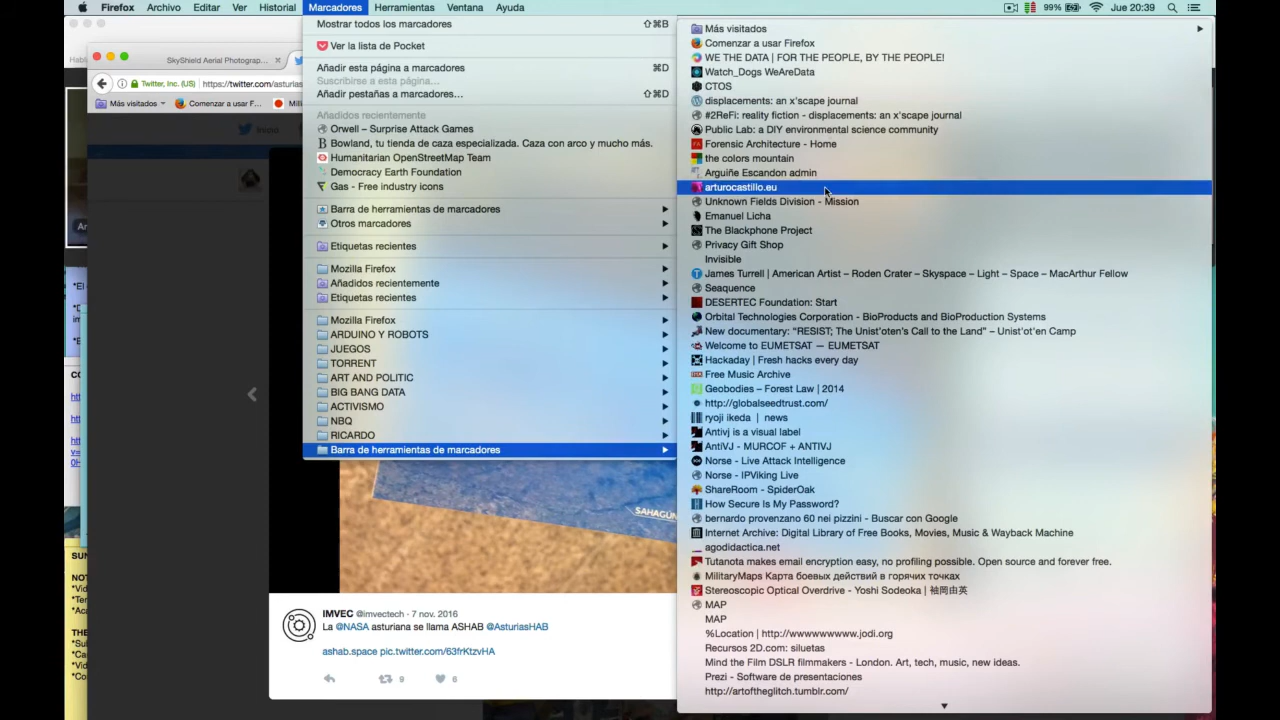 Firefox Archivo Editar Ver Historial Marcadores Herramientas Ventana Ayuda 99% Jue 20:39
SkyShield Aerial Photograp...
Twitter, Inc. (US) https://twitter.com/asturias
Más visitados Comenzar a usar F... Mil
Inicio
Mostrar todos los marcadores ⇧⌘B
Ver la lista de Pocket
Añadir esta página a marcadores ⌘D
Suscribirse a esta página...
Añadir pestañas a marcadores... ⇧⌘D
Añadidos recientemente
Orwell – Surprise Attack Games
Bowland, tu tienda de caza especializada. Caza con arco y mucho más.
Humanitarian OpenStreetMap Team
Democracy Earth Foundation
Gas - Free industry icons
Barra de herramientas de marcadores
Otros marcadores
Etiquetas recientes
Mozilla Firefox
Añadidos recientemente
Etiquetas recientes
Mozilla Firefox
ARDUINO Y ROBOTS
JUEGOS
TORRENT
ART AND POLITIC
BIG BANG DATA
ACTIVISMO
NBQ
RICARDO
Barra de herramientas de marcadores
Más visitados
Comenzar a usar Firefox
WE THE DATA | FOR THE PEOPLE, BY THE PEOPLE!
Watch_Dogs WeAreData
CTOS
displacements: an x'scape journal
#2ReFi: reality fiction - displacements: an x'scape journal
Public Lab: a DIY environmental science community
Forensic Architecture - Home
the colors mountain
Arguiñe Escandon admin
arturocastillo.eu
Unknown Fields Division - Mission
Emanuel Licha
The Blackphone Project
Privacy Gift Shop
Invisible
James Turrell | American Artist – Roden Crater – Skyspace – Light – Space – MacArthur Fellow
Seaquence
DESERTEC Foundation: Start
Orbital Technologies Corporation - BioProducts and BioProduction Systems
New documentary: “RESIST; The Unist'oten's Call to the Land” – Unist'ot'en Camp
Welcome to EUMETSAT — EUMETSAT
Hackaday | Fresh hacks every day
Free Music Archive
Geobodies – Forest Law | 2014
http://globalseedtrust.com/
ryoji ikeda | news
Antivj is a visual label
AntiVJ - MURCOF + ANTIVJ
Norse - Live Attack Intelligence
Norse - IPViking Live
ShareRoom - SpiderOak
How Secure Is My Password?
bernardo provenzano 60 nei pizzini - Buscar con Google
Internet Archive: Digital Library of Free Books, Movies, Music & Wayback Machine
agodidactica.net
Tutanota makes email encryption easy, no profiling possible. Open source and forever free.
MilitaryMaps Карта боевых действий в горячих точках
Stereoscopic Optical Overdrive - Yoshi Sodeoka | 袖岡由英
MAP
MAP
%Location | http://wwwwwwwww.jodi.org
Recursos 2D.com: siluetas
Mind the Film DSLR filmmakers - London. Art, tech, music, new ideas.
Prezi - Software de presentaciones
http://artoftheglitch.tumblr.com/
SAHAGÚN
IMVEC @imvectech · 7 nov. 2016
La @NASA asturiana se llama ASHAB @AsturiasHAB
ashab.space pic.twitter.com/63frKtzvHA
9 6